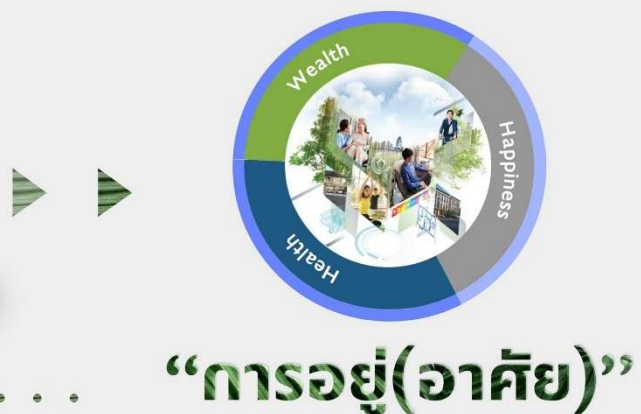 Wealth
Happiness
Health
. . . “การอยู่(อาศัย)”